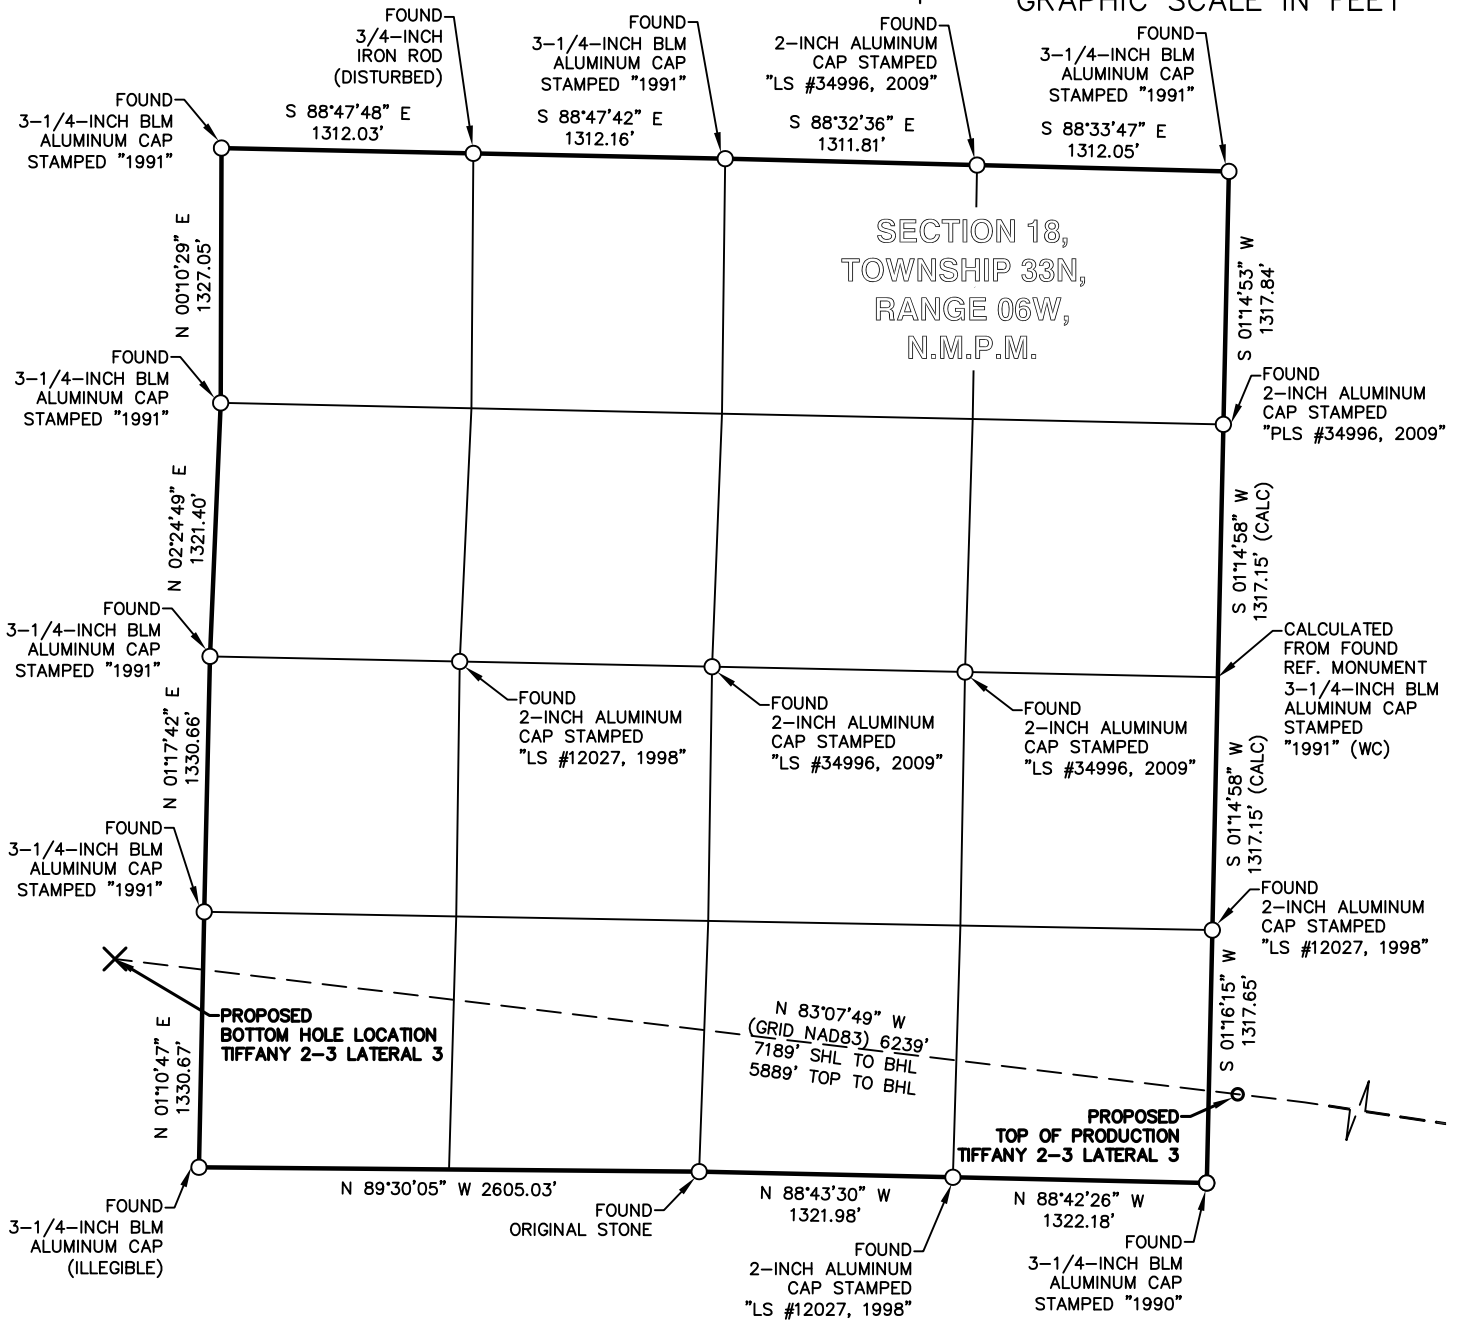 GRAPHIC SCALE IN FEET
FOUND
3/4-INCH
IRON ROD
(DISTURBED)
FOUND
3-1/4-INCH BLM
ALUMINUM CAP
STAMPED "1991"
FOUND
2-INCH ALUMINUM
CAP STAMPED
"LS #34996, 2009"
FOUND
3-1/4-INCH BLM
ALUMINUM CAP
STAMPED "1991"
FOUND
3-1/4-INCH BLM
ALUMINUM CAP
STAMPED "1991"
S 88°47'48" E
1312.03'
S 88°47'42" E
1312.16'
S 88°32'36" E
1311.81'
S 88°33'47" E
1312.05'
SECTION 18,
TOWNSHIP 33N,
RANGE 06W,
N.M.P.M.
N 00°10'29" E
1327.05'
S 01°14'53" W
1317.84'
FOUND
3-1/4-INCH BLM
ALUMINUM CAP
STAMPED "1991"
FOUND
2-INCH ALUMINUM
CAP STAMPED
"PLS #34996, 2009"
N 02°24'49" E
1321.40'
S 01°14'58" W
1317.15' (CALC)
FOUND
3-1/4-INCH BLM
ALUMINUM CAP
STAMPED "1991"
CALCULATED
FROM FOUND
REF. MONUMENT
3-1/4-INCH BLM
ALUMINUM CAP
STAMPED
"1991" (WC)
FOUND
2-INCH ALUMINUM
CAP STAMPED
"LS #12027, 1998"
FOUND
2-INCH ALUMINUM
CAP STAMPED
"LS #34996, 2009"
FOUND
2-INCH ALUMINUM
CAP STAMPED
"LS #34996, 2009"
N 01°17'42" E
1330.66'
S 01°14'58" W
1317.15' (CALC)
FOUND
3-1/4-INCH BLM
ALUMINUM CAP
STAMPED "1991"
FOUND
2-INCH ALUMINUM
CAP STAMPED
"LS #12027, 1998"
PROPOSED
BOTTOM HOLE LOCATION
TIFFANY 2-3 LATERAL 3
N 83°07'49" W
(GRID NAD83) 6239'
7189' SHL TO BHL
5889' TOP TO BHL
N 01°10'47" E
1330.67'
S 01°16'15" W
1317.65'
PROPOSED
TOP OF PRODUCTION
TIFFANY 2-3 LATERAL 3
N 89°30'05" W 2605.03'
N 88°43'30" W
1321.98'
N 88°42'26" W
1322.18'
FOUND
3-1/4-INCH BLM
ALUMINUM CAP
(ILLEGIBLE)
FOUND
ORIGINAL STONE
FOUND
2-INCH ALUMINUM
CAP STAMPED
"LS #12027, 1998"
FOUND
3-1/4-INCH BLM
ALUMINUM CAP
STAMPED "1990"